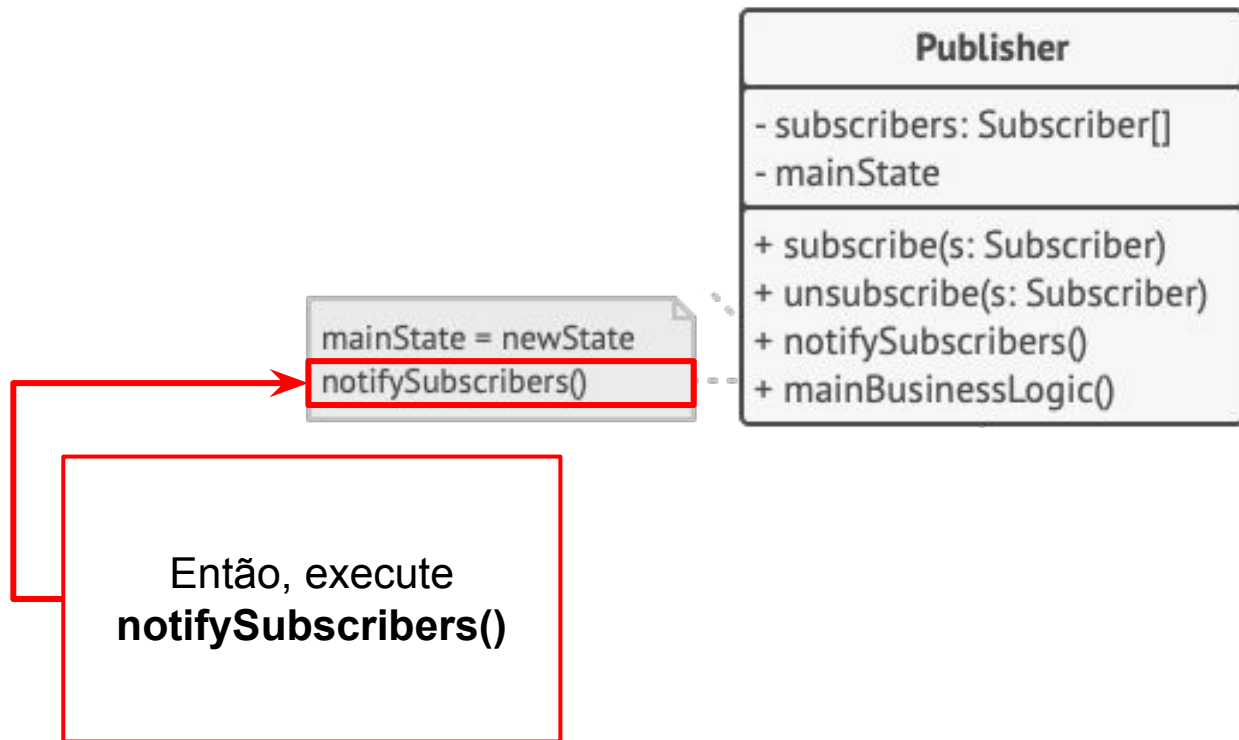 Publisher
- subscribers: Subscriber[]
- mainState
+ subscribe(s: Subscriber)
+ unsubscribe(s: Subscriber)
+ notifySubscribers()
+ mainBusinessLogic()
mainState = newState
notifySubscribers()
Então, execute
notifySubscribers()